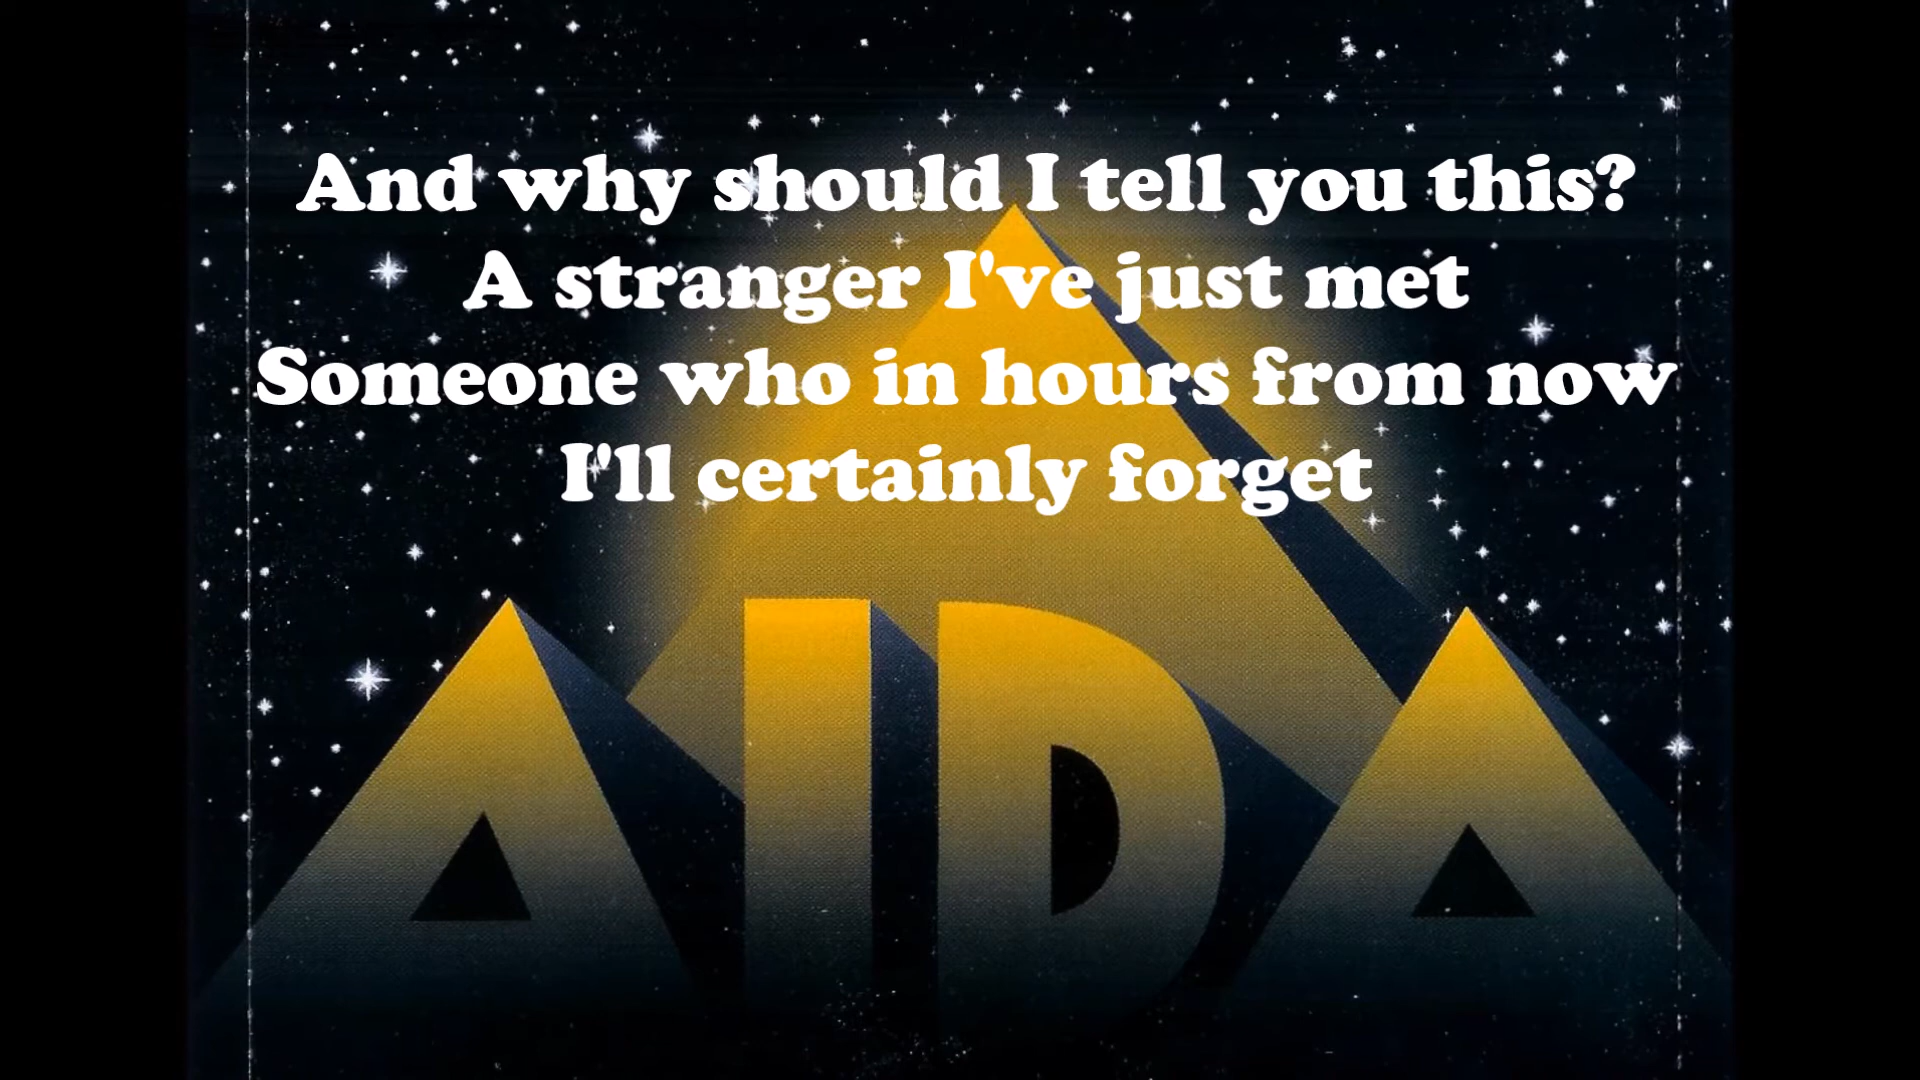 And why should I tell you this?
A stranger I've just met
Someone who in hours from now
I'll certainly forget
AIDA